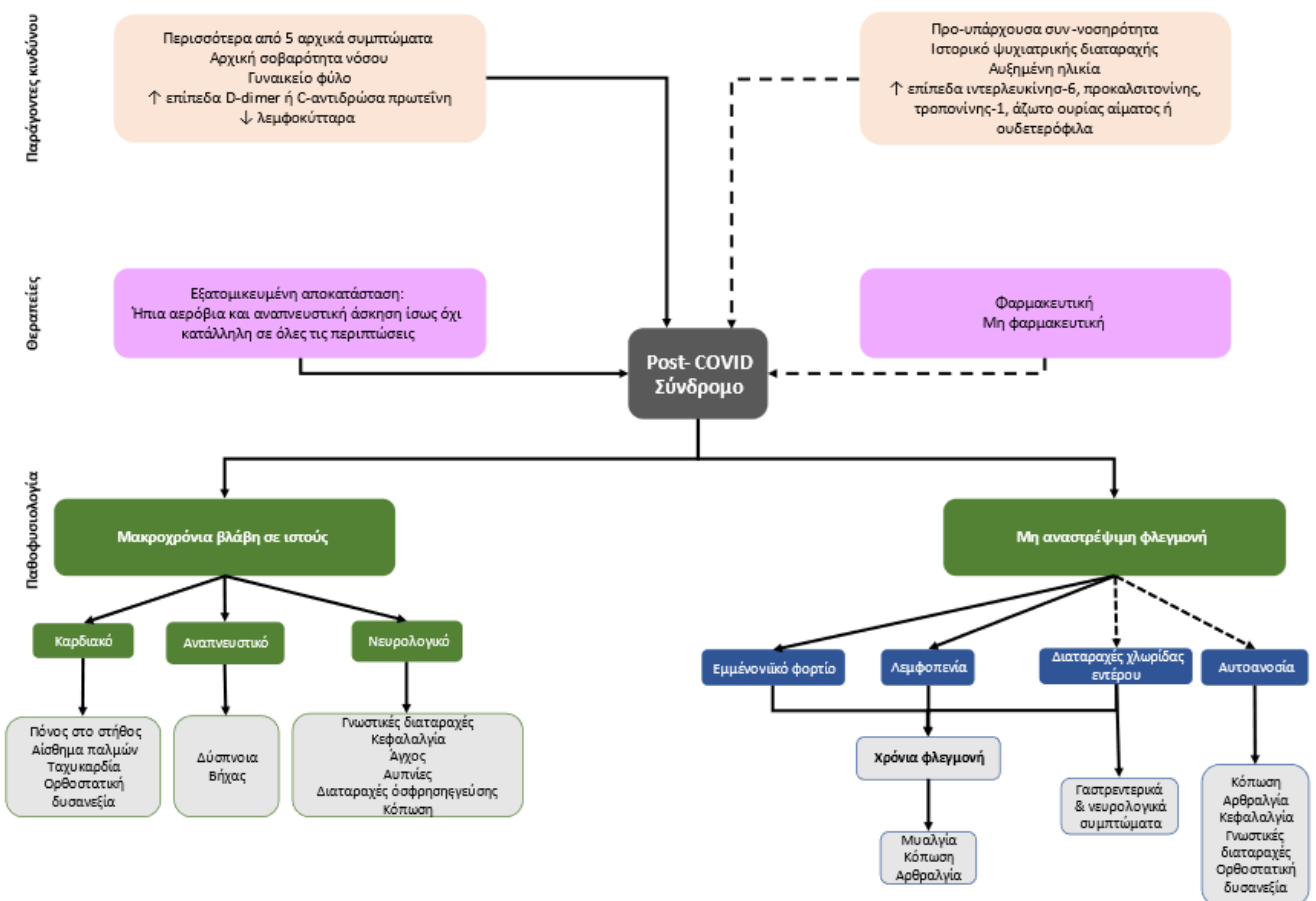 Παράγοντες κινδύνου
Περισσότερα από 5 αρχικά συμπτώματα
Αρχική σοβαρότητα νόσου
Γυναικείο φύλο
↑ επίπεδα D-dimer ή C-αντιδρώσα πρωτεΐνη
↓ λεμφοκύτταρα
Προ-υπάρχουσα συν-νοσηρότητα
Ιστορικό ψυχιατρικής διαταραχής
Αυξημένη ηλικία
↑ επίπεδα ιντερλευκίνησ-6, προκαλσιτονίνης,
τροπονίνης-1, άζωτο ουρίας αίματος ή
ουδετερόφιλα
Θεραπείες
Εξατομικευμένη αποκατάσταση:
Ήπια αερόβια και αναπνευστική άσκηση ίσως όχι
κατάλληλη σε όλες τις περιπτώσεις
Φαρμακευτική
Μη φαρμακευτική
Post- COVID
Σύνδρομο
Παθοφυσιολογία
Μακροχρόνια βλάβη σε ιστούς
Μη αναστρέψιμη φλεγμονή
Καρδιακό
Αναπνευστικό
Νευρολογικό
Εμμένονιϊκό φορτίο
Λεμφοπενία
Διαταραχές χλωρίδας
εντέρου
Αυτοανοσία
Πόνος στο στήθος
Αίσθημα παλμών
Ταχυκαρδία
Ορθοστατική
δυσανεξία
Δύσπνοια
Βήχας
Γνωστικές διαταραχές
Κεφαλαλγία
Άγχος
Αυπνίες
Διαταραχές όσφρησηςγεύσης
Κόπωση
Χρόνια φλεγμονή
Μυαλγία
Κόπωση
Αρθραλγία
Γαστρεντερικά
& νευρολογικά
συμπτώματα
Κόπωση
Αρθραλγία
Κεφαλαλγία
Γνωστικές
διαταραχές
Ορθοστατική
δυσανεξία